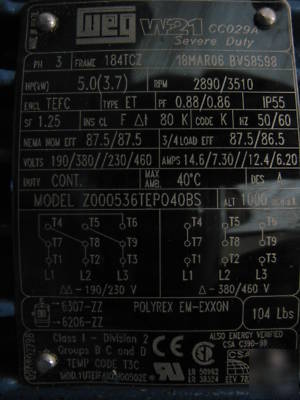 WEG W21 CC029A
Severe Duty
PH 3 FRAME 184TCZ 18MAR06 BV58598
HP(kW) 5.0(3.7) RPM 2890/3510
ENCL TEFC TYPE ET P.F. 0.88/0.86 IP55
SF 1.25 INS CL F Δt 80 K CODE K HZ 50/60
NEMA NOM EFF 87.5/87.5 3/4 LOAD EFF 87.5/86.5
VOLTS 190/380//230/460 AMPS 14.6/7.30//12.4/6.20
DUTY CONT. MAX AMB. 40°C DES A
MODEL Z000536TEP040BS ALT 1000
T4 T5 T6 T4 T5 T6
T7 T8 T9 T7 T8 T9
T1 T2 T3 T1 T2 T3
L1 L2 L3 L1 L2 L3
ΔΔ-190/230 V Δ-380/460 V
6307-ZZ
6206-ZZ
POLYREX EM-EXXON
104 Lbs
Class I - Division 2
Groups B C and D
TEMP CODE T3C
LR 50962
LR 38324
ALSO ENERGY VERIFIED
CSA C390-98